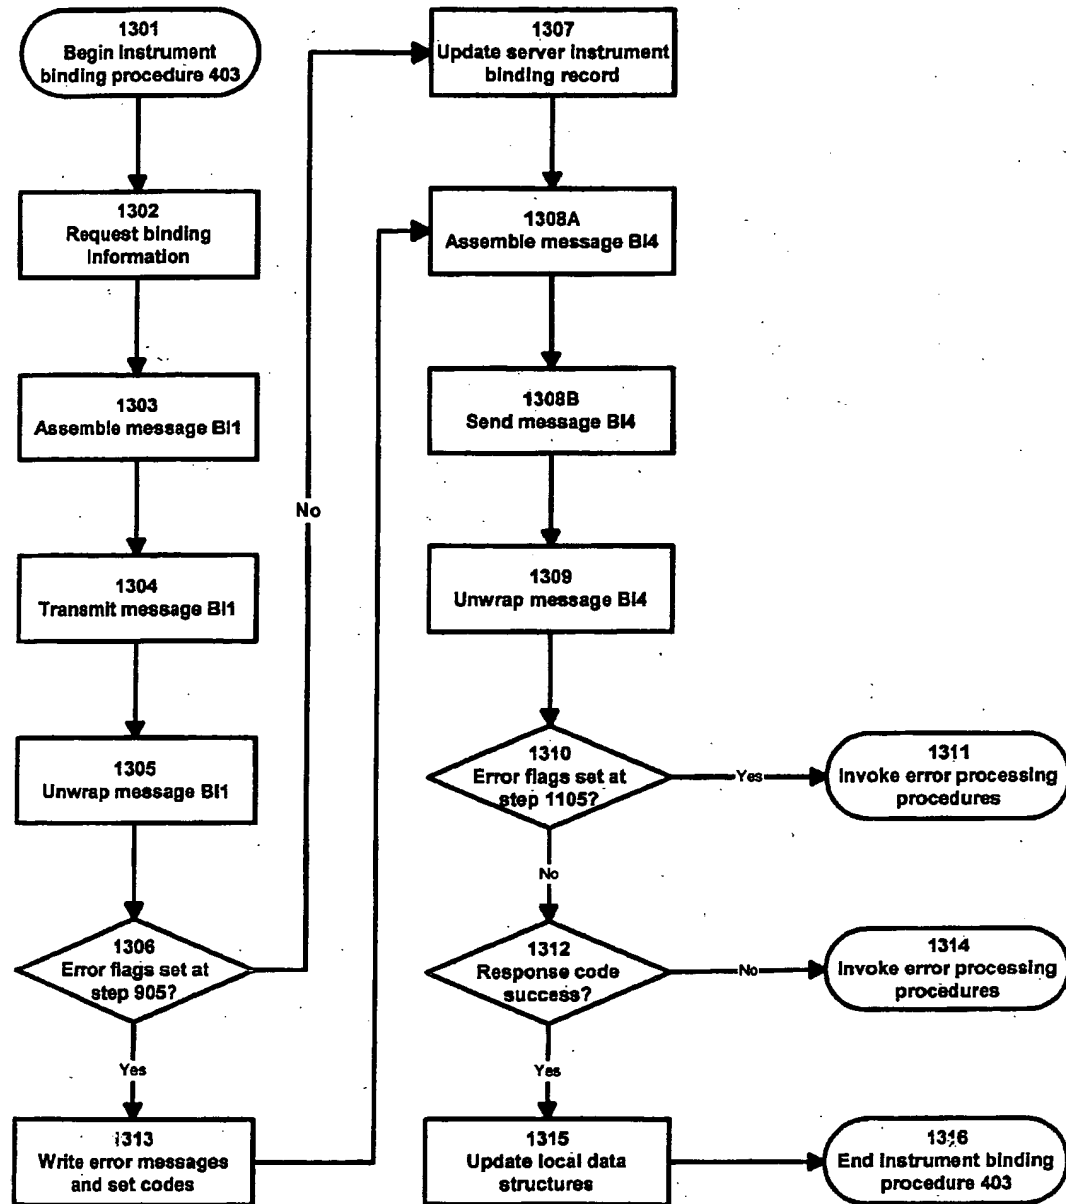 1301
Begin instrument
binding procedure 403
1302
Request binding
information
1303
Assemble message BI1
1304
Transmit message BI1
1305
Unwrap message BI1
1306
Error flags set at
step 905?
No
Yes
1313
Write error messages
and set codes
1307
Update server instrument
binding record
1308A
Assemble message BI4
1308B
Send message BI4
1309
Unwrap message BI4
1310
Error flags set at
step 1105?
Yes
1311
Invoke error processing
procedures
No
1312
Response code
success?
No
1314
Invoke error processing
procedures
Yes
1315
Update local data
structures
1316
End instrument binding
procedure 403